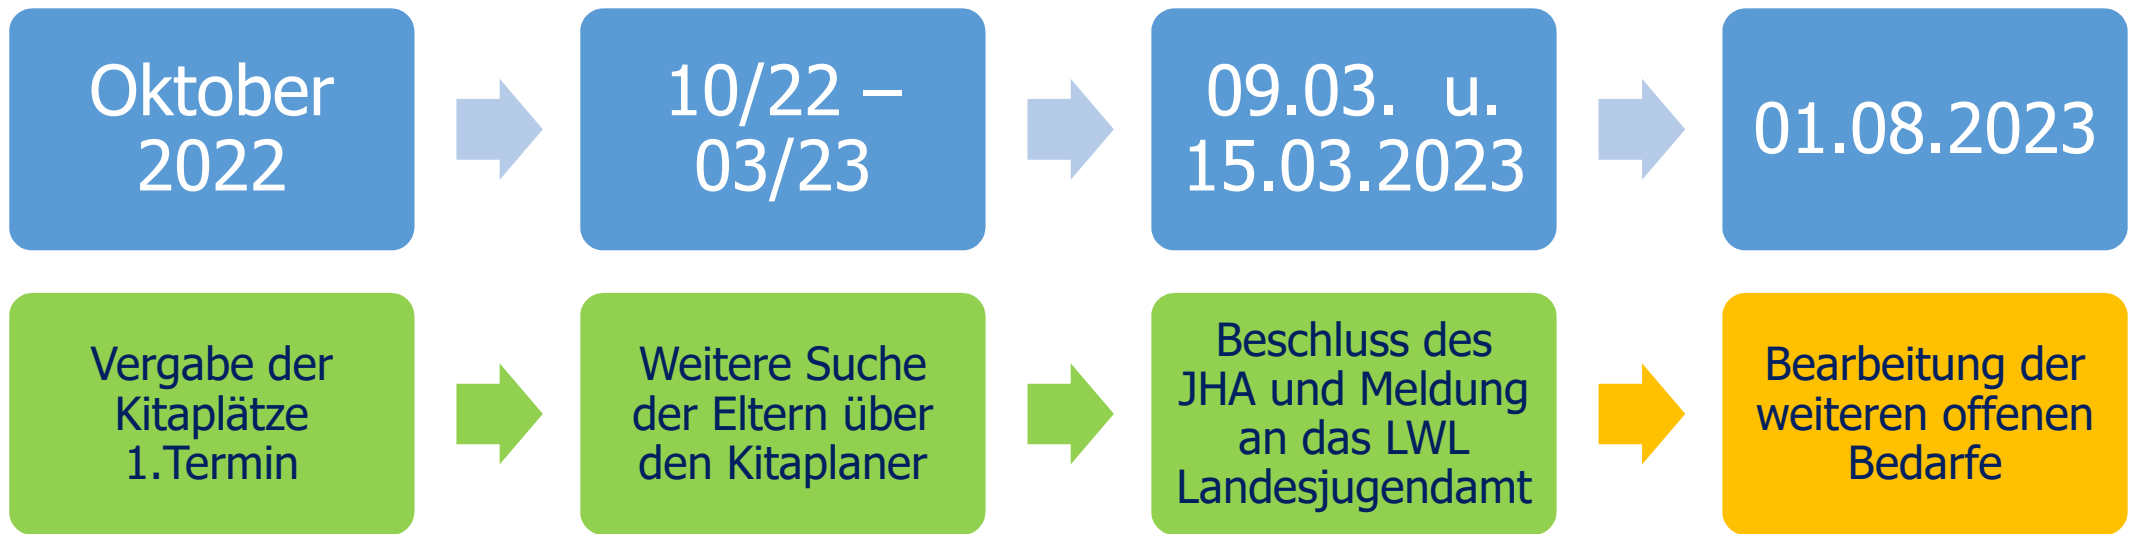 Oktober
2022
10/22 –
03/23
09.03.  u.
15.03.2023
01.08.2023
Vergabe der
Kitaplätze
1.Termin
Weitere Suche
der Eltern über
den Kitaplaner
Beschluss des
JHA und Meldung
an das LWL
Landesjugendamt
Bearbeitung der
weiteren offenen
Bedarfe